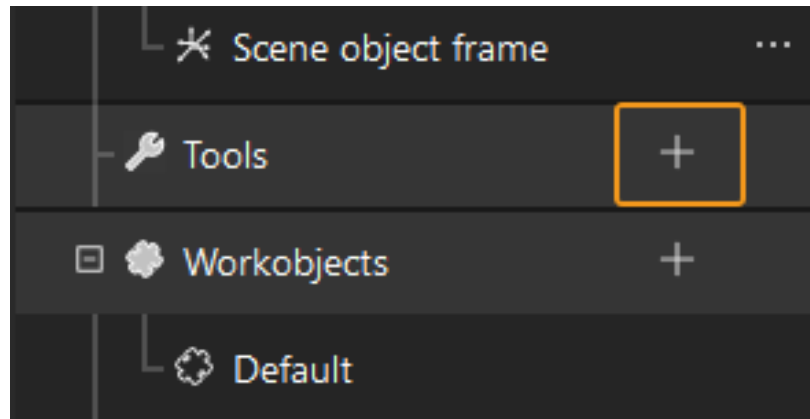 Scene object frame ...
Tools +
Workobjects +
Default